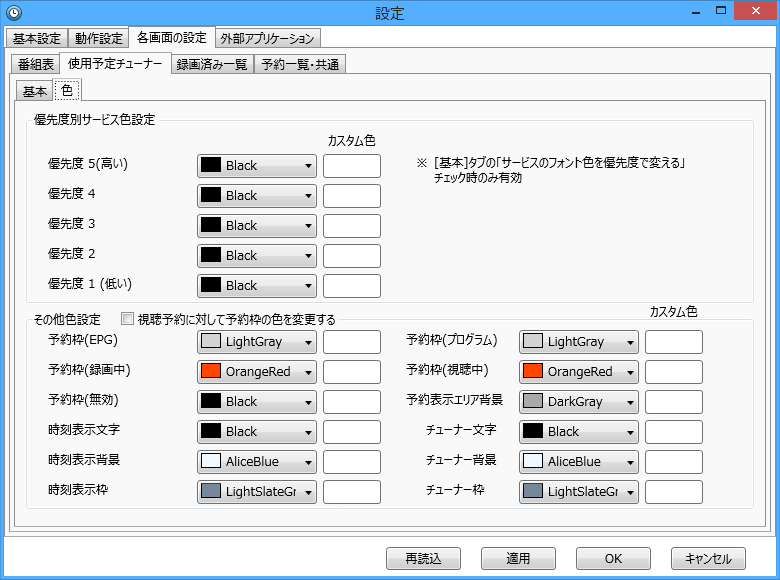 設定
基本設定 動作設定 各画面の設定 外部アプリケーション
番組表 使用予定チューナー 録画済み一覧 予約一覧・共通
基本 色
優先度別サービス色設定
カスタム色
優先度 5(高い) Black
※ [基本]タブの「サービスのフォント色を優先度で変える」
チェック時のみ有効
優先度 4 Black
優先度 3 Black
優先度 2 Black
優先度 1 (低い) Black
カスタム色
その他色設定 視聴予約に対して予約枠の色を変更する
予約枠(EPG) LightGray 予約枠(プログラム) LightGray
予約枠(録画中) OrangeRed 予約枠(視聴中) OrangeRed
予約枠(無効) Black 予約表示エリア背景 DarkGray
時刻表示文字 Black チューナー文字 Black
時刻表示背景 AliceBlue チューナー背景 AliceBlue
時刻表示枠 LightSlateGr チューナー枠 LightSlateGr
再読込 適用 OK キャンセル